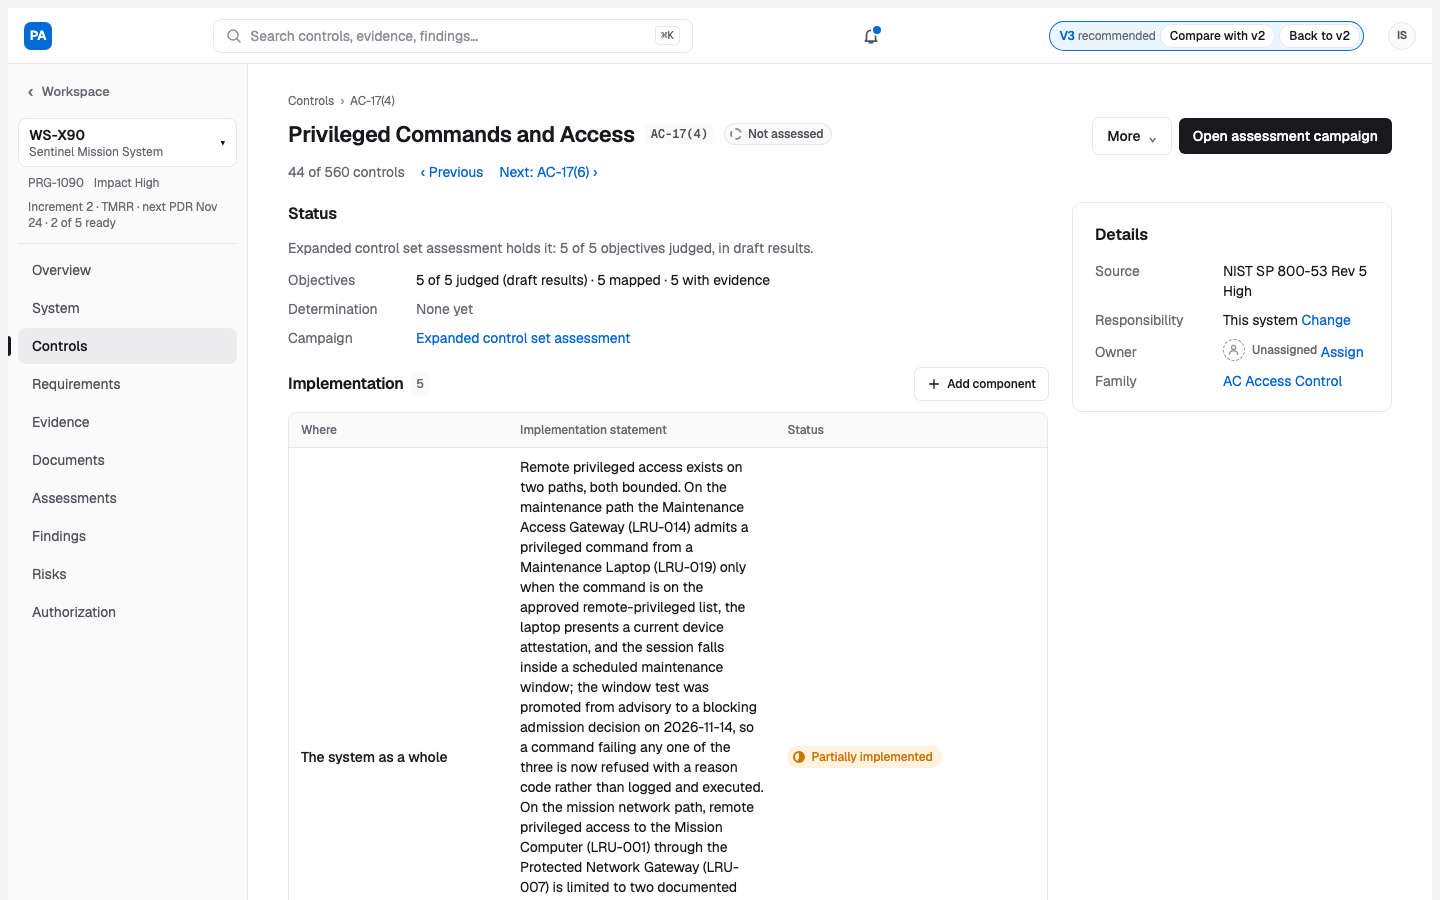 PA
Search controls, evidence, findings...
⌘K
V3 recommended
Compare with v2
Back to v2
IS
‹ Workspace
WS-X90
Sentinel Mission System
PRG-1090 Impact High
Increment 2 · TMRR · next PDR Nov
24 · 2 of 5 ready
Overview
System
Controls
Requirements
Evidence
Documents
Assessments
Findings
Risks
Authorization
Controls › AC-17(4)
Privileged Commands and Access
AC-17(4)
Not assessed
More
Open assessment campaign
44 of 560 controls
‹ Previous
Next: AC-17(6) ›
Status
Expanded control set assessment holds it: 5 of 5 objectives judged, in draft results.
Objectives
5 of 5 judged (draft results) · 5 mapped · 5 with evidence
Determination
None yet
Campaign
Expanded control set assessment
Implementation 5
Add component
Where
Implementation statement
Status
The system as a whole
Remote privileged access exists on
two paths, both bounded. On the
maintenance path the Maintenance
Access Gateway (LRU-014) admits a
privileged command from a
Maintenance Laptop (LRU-019) only
when the command is on the
approved remote-privileged list, the
laptop presents a current device
attestation, and the session falls
inside a scheduled maintenance
window; the window test was
promoted from advisory to a blocking
admission decision on 2026-11-14, so
a command failing any one of the
three is now refused with a reason
code rather than logged and executed.
On the mission network path, remote
privileged access to the Mission
Computer (LRU-001) through the
Protected Network Gateway (LRU-
007) is limited to two documented
Partially implemented
Details
Source
NIST SP 800-53 Rev 5
High
Responsibility
This system Change
Owner
Unassigned Assign
Family
AC Access Control